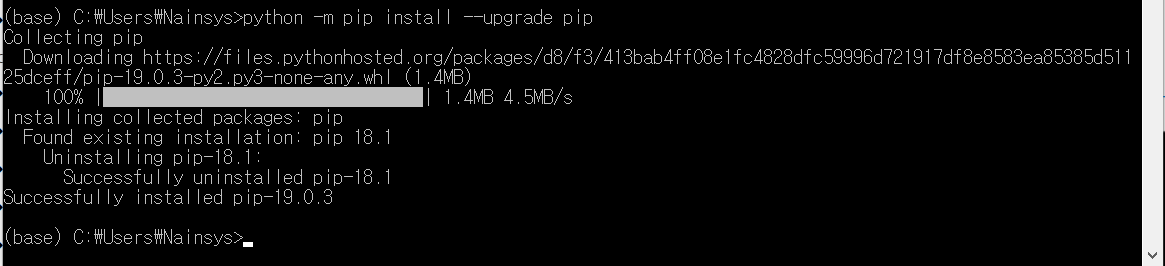 (base) C:₩Users₩Nainsys>python -m pip install --upgrade pip
Collecting pip
  Downloading https://files.pythonhosted.org/packages/d8/f3/413bab4ff08e1fc4828dfc59996d721917df8e8583ea85385d511
25dceff/pip-19.0.3-py2.py3-none-any.whl (1.4MB)
    100% |████████████████████████████████| 1.4MB 4.5MB/s
Installing collected packages: pip
  Found existing installation: pip 18.1
    Uninstalling pip-18.1:
      Successfully uninstalled pip-18.1
Successfully installed pip-19.0.3
(base) C:₩Users₩Nainsys>